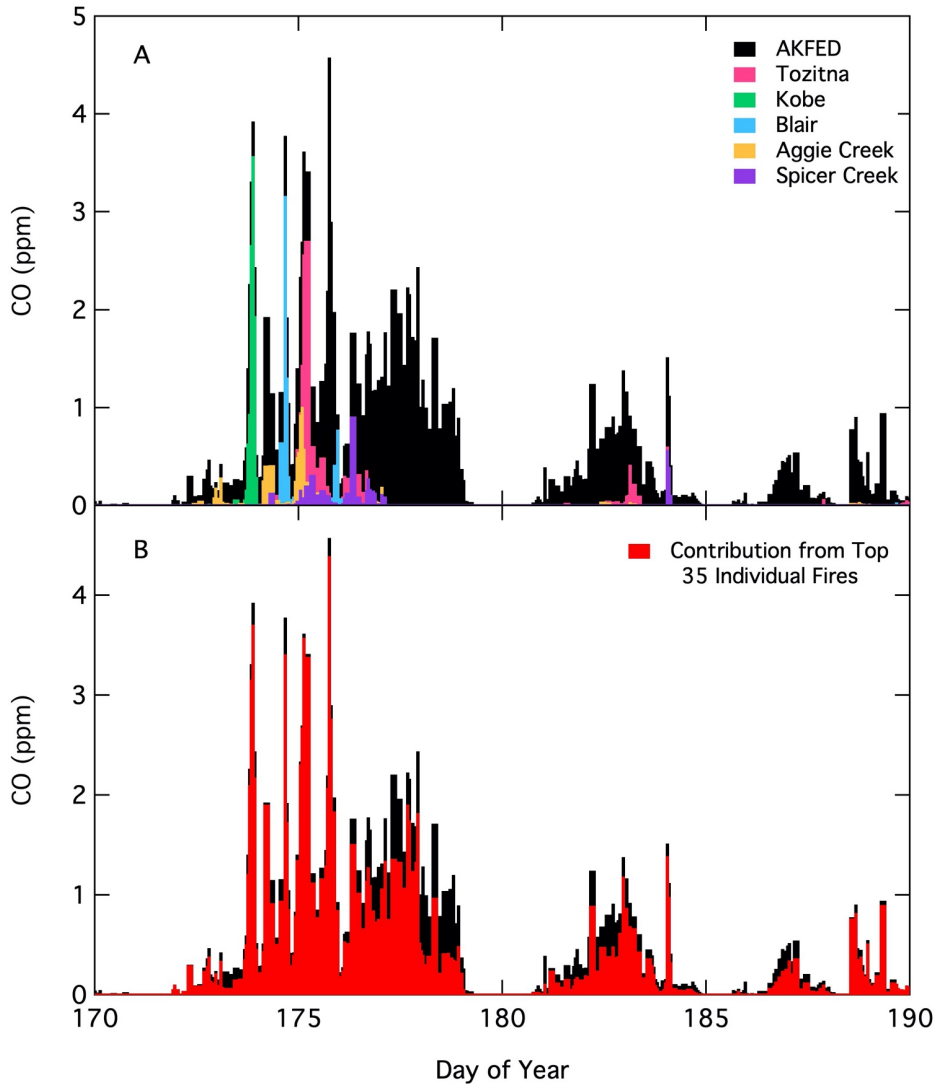 A
AKFED
Tozitna
Kobe
Blair
Aggie Creek
Spicer Creek
5
4
3
2
1
0
CO (ppm)
B
Contribution from Top
35 Individual Fires
4
3
2
1
0
CO (ppm)
170
175
180
185
190
Day of Year